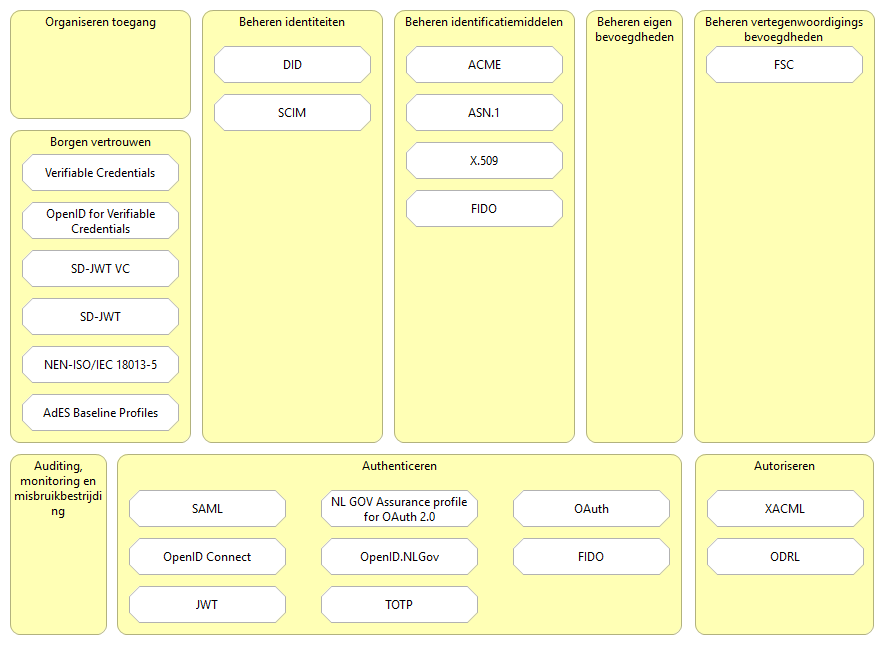 Organiseren toegang
Borgen vertrouwen
Verifiable Credentials
OpenID for Verifiable
Credentials
SD-JWT VC
SD-JWT
NEN-ISO/IEC 18013-5
AdES Baseline Profiles
Beheren identiteiten
DID
SCIM
Beheren identificatiemiddelen
ACME
ASN.1
X.509
FIDO
Beheren eigen
bevoegdheden
Beheren vertegenwoordigings
bevoegdheden
FSC
Auditing,
monitoring en
misbruikbestrijdi
ng
Authenticeren
SAML
NL GOV Assurance profile
for OAuth 2.0
OAuth
OpenID Connect
OpenID.NLGov
FIDO
JWT
TOTP
Autoriseren
XACML
ODRL